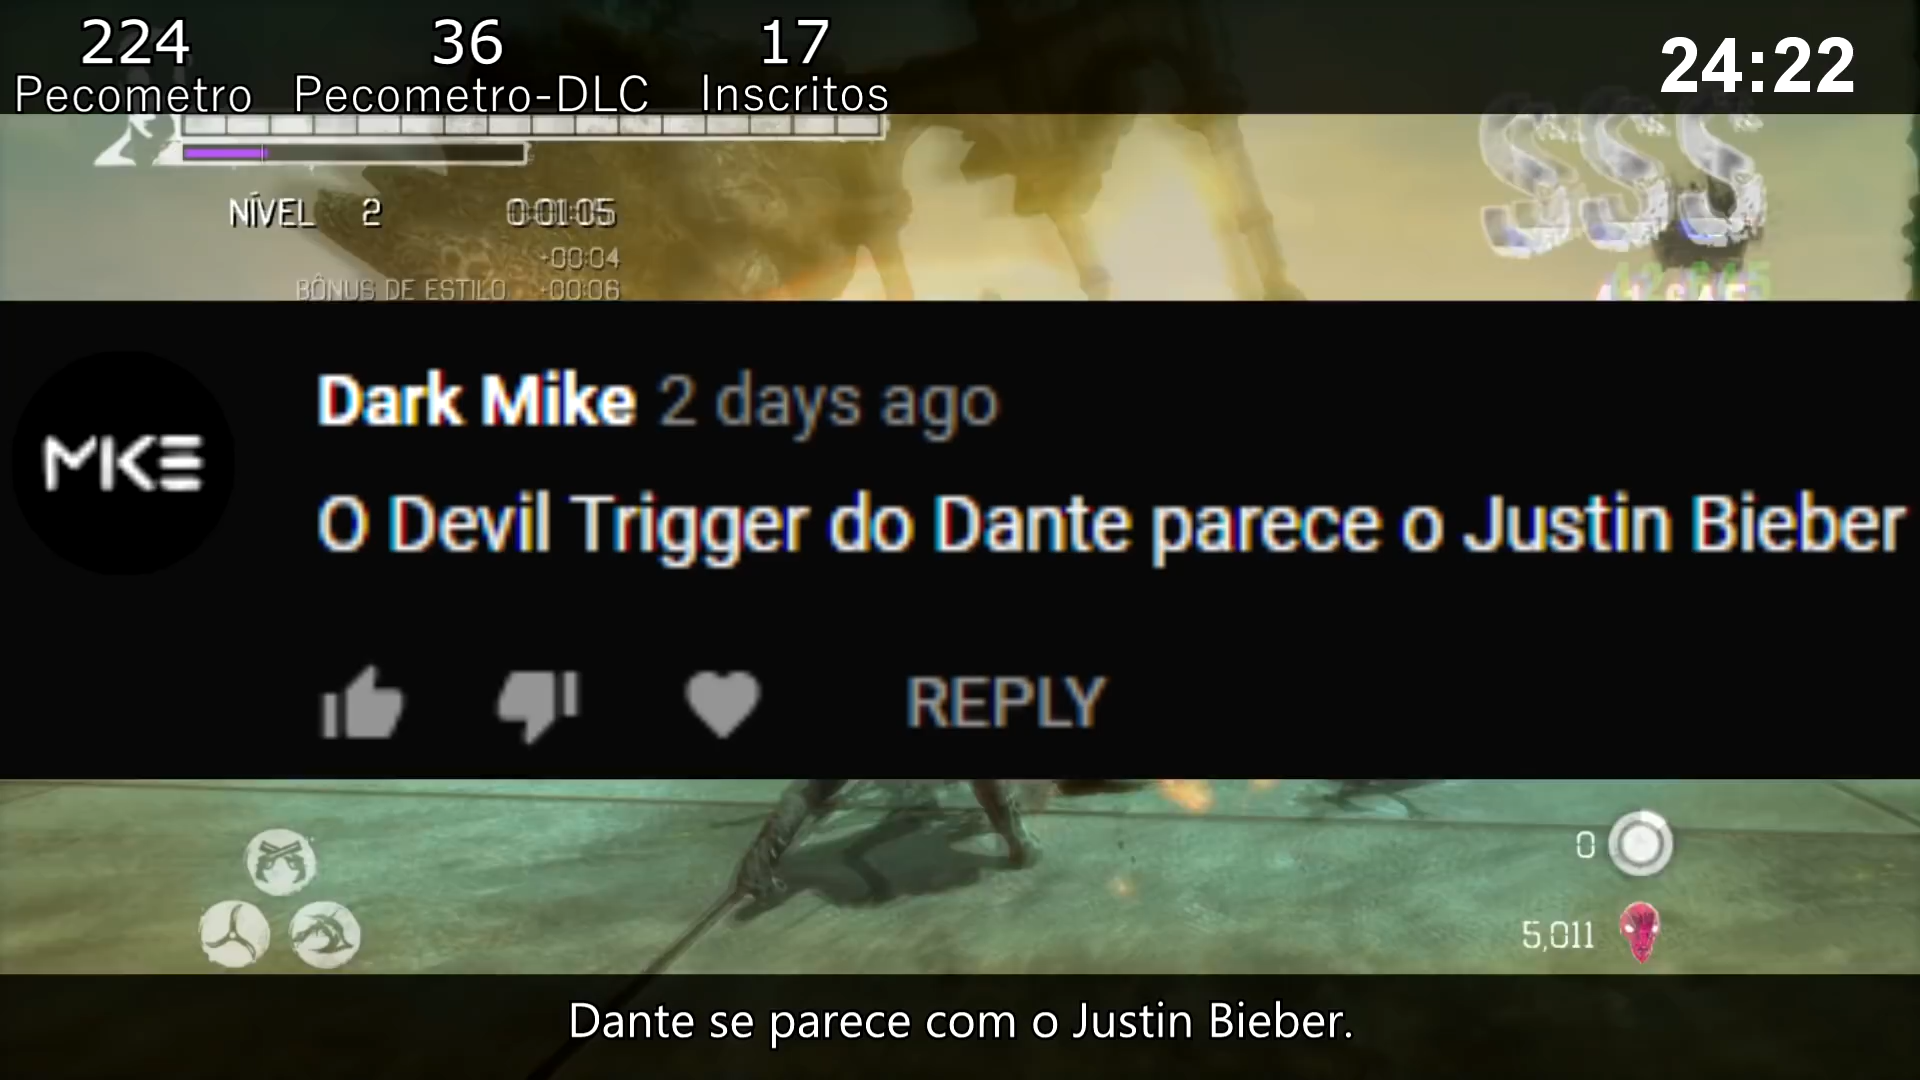 224 36 17
Pecometro Pecometro-DLC Inscritos
24:22
SSS
NÍVEL 2 0:01:05
+00:04
BÔNUS DE ESTILO +00:06
MKE
Dark Mike 2 days ago
O Devil Trigger do Dante parece o Justin Bieber
REPLY
0
5,011
Dante se parece com o Justin Bieber.